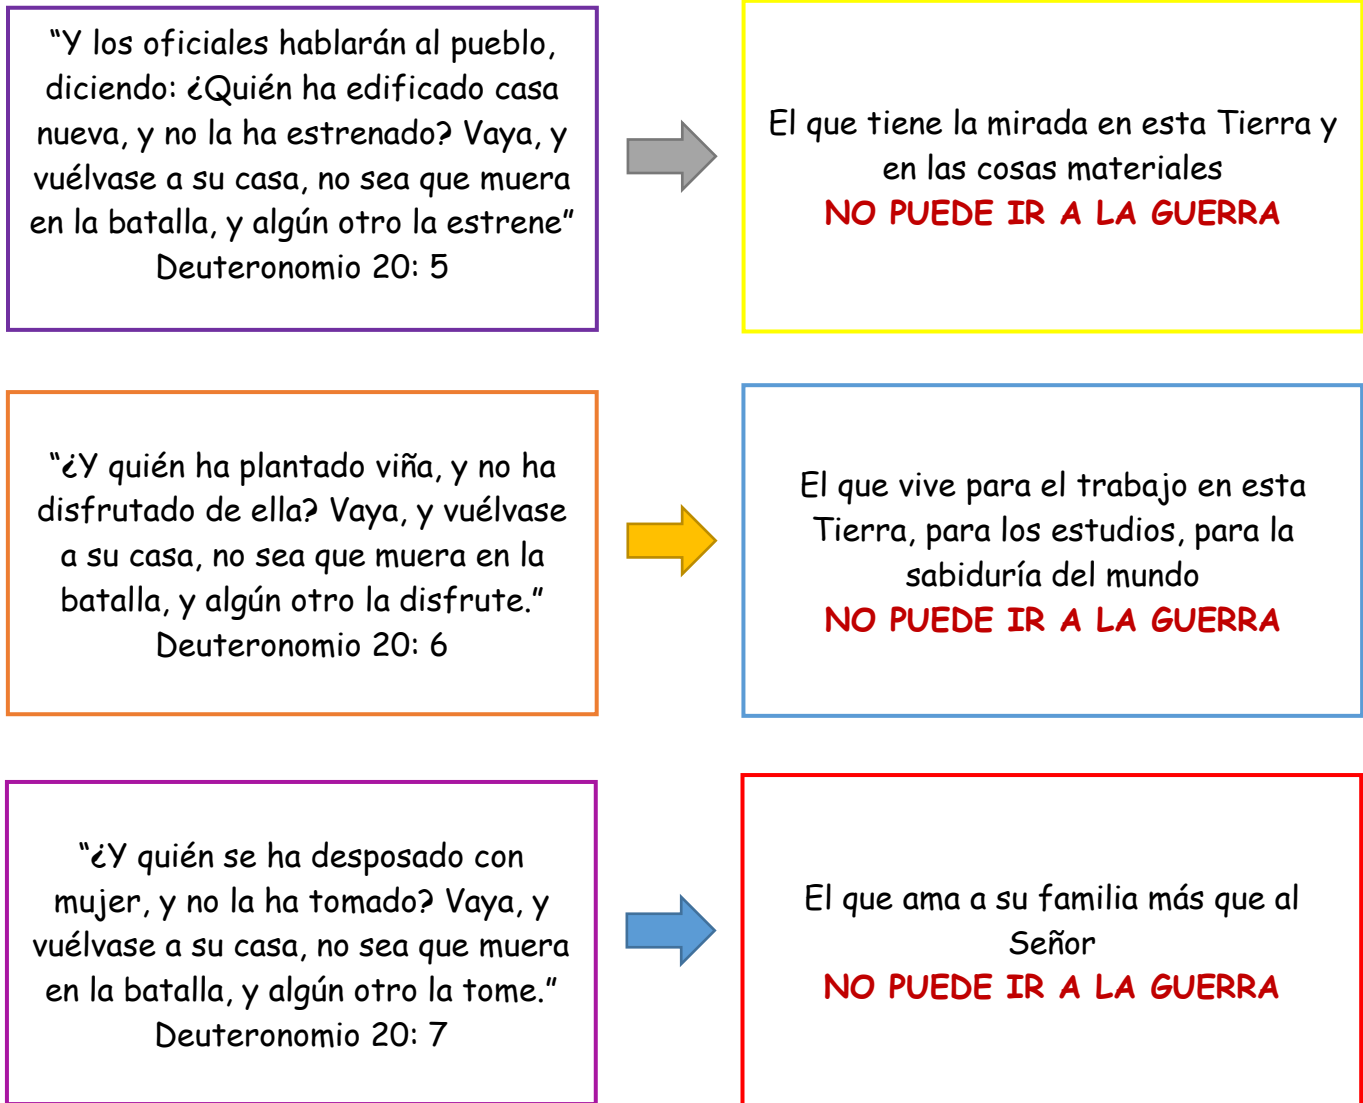 “Y los oficiales hablarán al pueblo,
diciendo: ¿Quién ha edificado casa
nueva, y no la ha estrenado? Vaya, y
vuélvase a su casa, no sea que muera
en la batalla, y algún otro la estrene”
Deuteronomio 20: 5
El que tiene la mirada en esta Tierra y
en las cosas materiales
NO PUEDE IR A LA GUERRA
“¿Y quién ha plantado viña, y no ha
disfrutado de ella? Vaya, y vuélvase
a su casa, no sea que muera en la
batalla, y algún otro la disfrute.”
Deuteronomio 20: 6
El que vive para el trabajo en esta
Tierra, para los estudios, para la
sabiduría del mundo
NO PUEDE IR A LA GUERRA
“¿Y quién se ha desposado con
mujer, y no la ha tomado? Vaya, y
vuélvase a su casa, no sea que muera
en la batalla, y algún otro la tome.”
Deuteronomio 20: 7
El que ama a su familia más que al
Señor
NO PUEDE IR A LA GUERRA